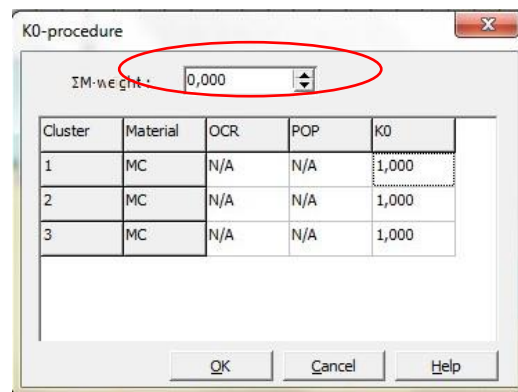 K0-procedure
ΣM-weight : 0,000
Cluster Material OCR POP K0
1 MC N/A N/A 1,000
2 MC N/A N/A 1,000
3 MC N/A N/A 1,000
OK Cancel Help